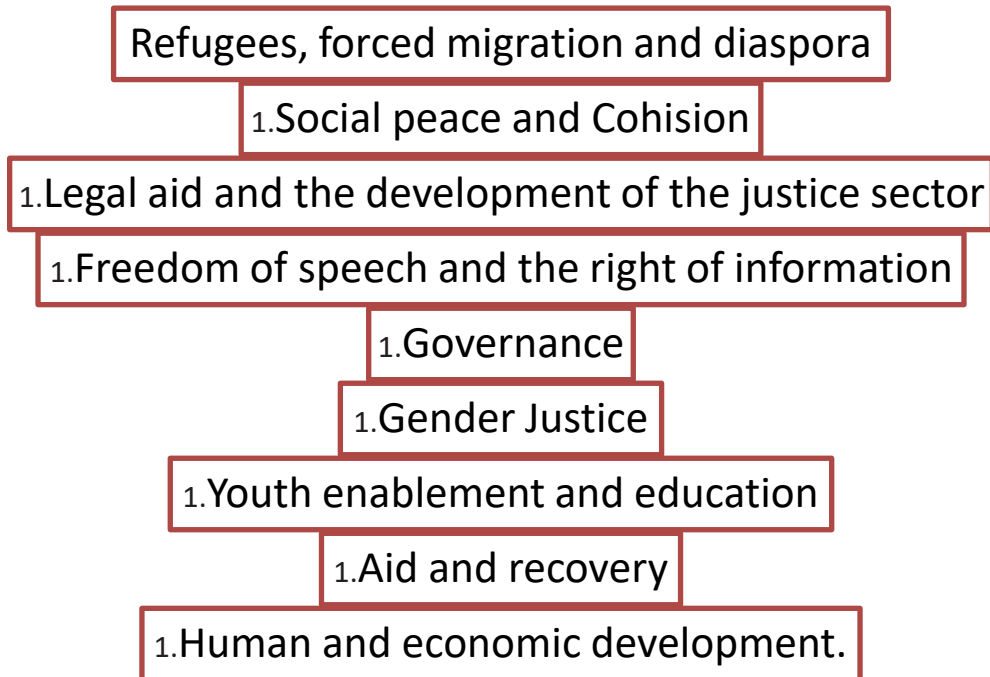 Refugees, forced migration and diaspora
1.Social peace and Cohision
1.Legal aid and the development of the justice sector
1.Freedom of speech and the right of information
1.Governance
1.Gender Justice
1.Youth enablement and education
1.Aid and recovery
1.Human and economic development.